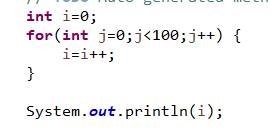 int i=0;
for(int j=0;j<100;j++) {
i=i++;
}
System.out.println(i);